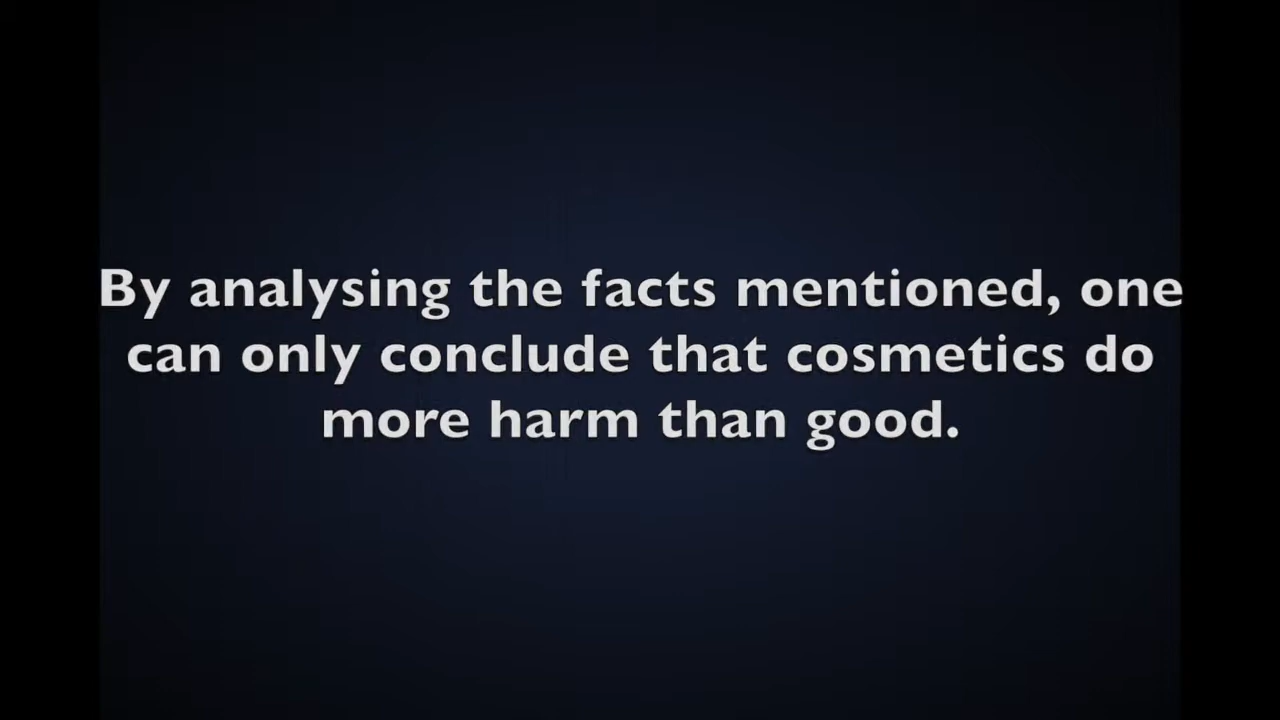 By analysing the facts mentioned, one
can only conclude that cosmetics do
more harm than good.